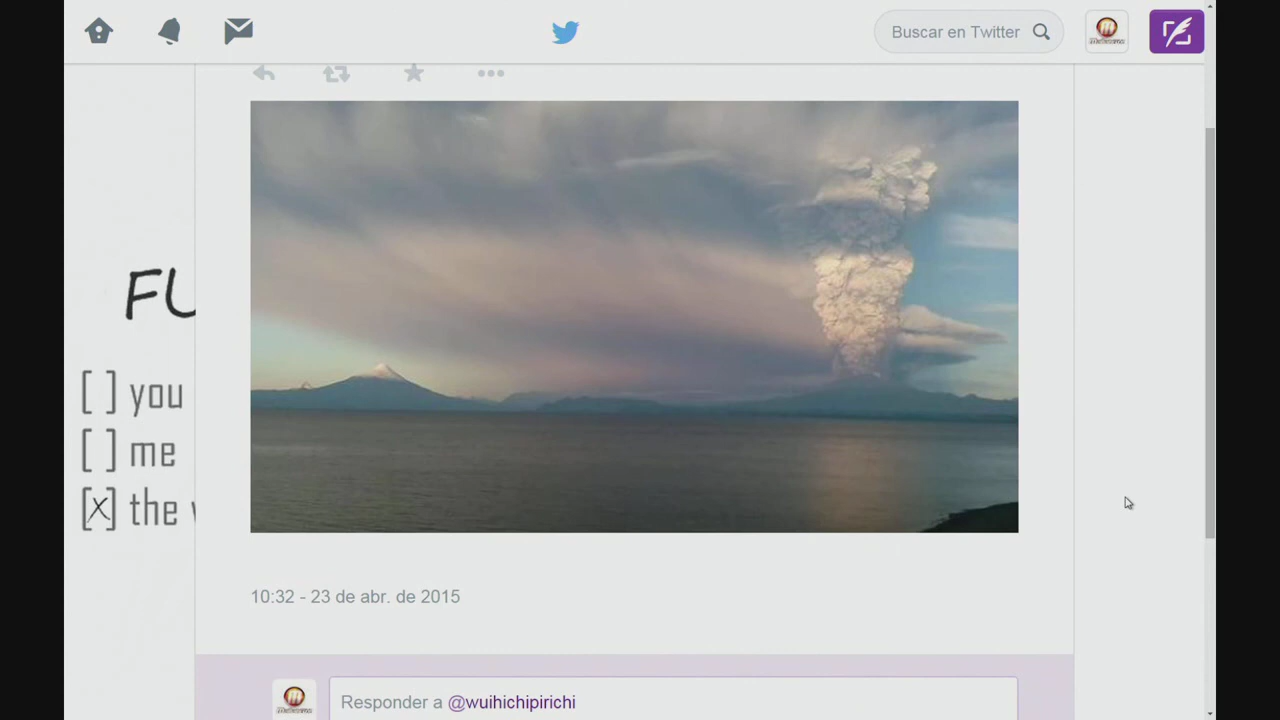 Buscar en Twitter
FU
[ ] you
[ ] me
[X] the
10:32 - 23 de abr. de 2015
Responder a @wuihichipirichi